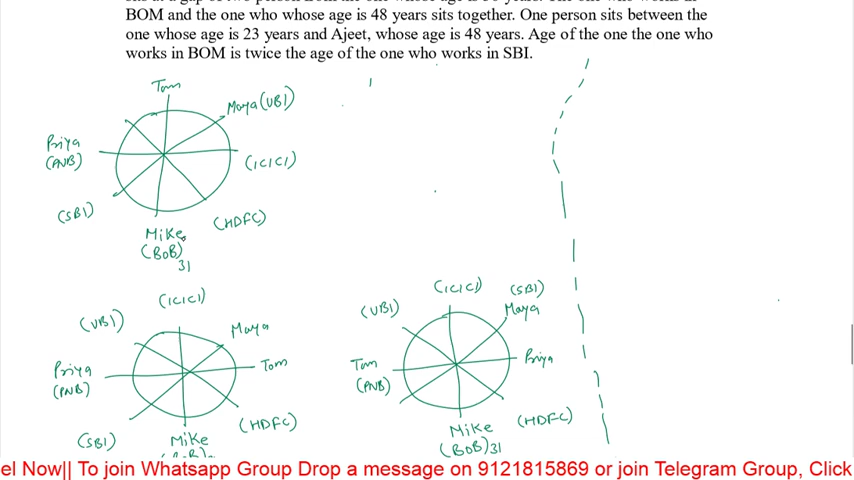 BOM and the one who whose age is 48 years sits together. One person sits between the
one whose age is 23 years and Ajeet, whose age is 48 years. Age of the one the one who
works in BOM is twice the age of the one who works in SBI.
Tom
Maya (UBI)
Priya
(PNB)
(ICICI)
(SBI)
(HDFC)
Mike
(BOB)
31
(ICICI)
(UBI)
Maya
Priya
(PNB)
Tom
(SBI)
(HDFC)
Mike
(ICICI)
(SBI)
(UBI)
Maya
Tom
(PNB)
Priya
(HDFC)
Mike
(BOB) 31
el Now|| To join Whatsapp Group Drop a message on 9121815869 or join Telegram Group, Click